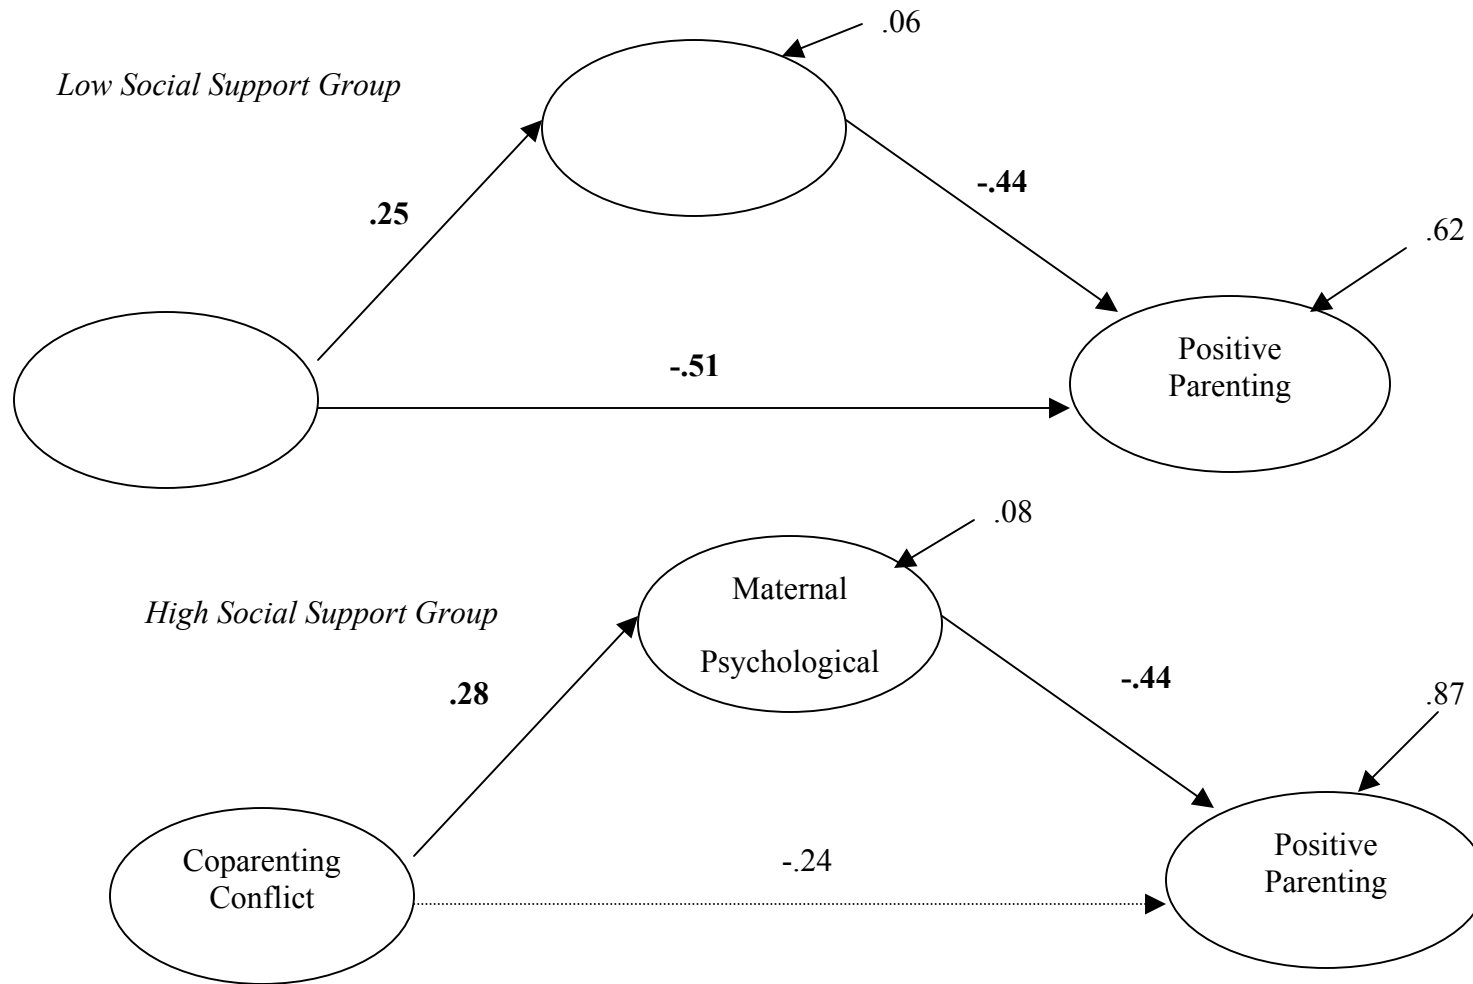 .06
Low Social Support Group
-.44
.25
.62
Positive
Parenting
-.51
.08
Maternal
High Social Support Group
Psychological
-.44
.28
.87
Positive
Coparenting
-.24
Parenting
Conflict